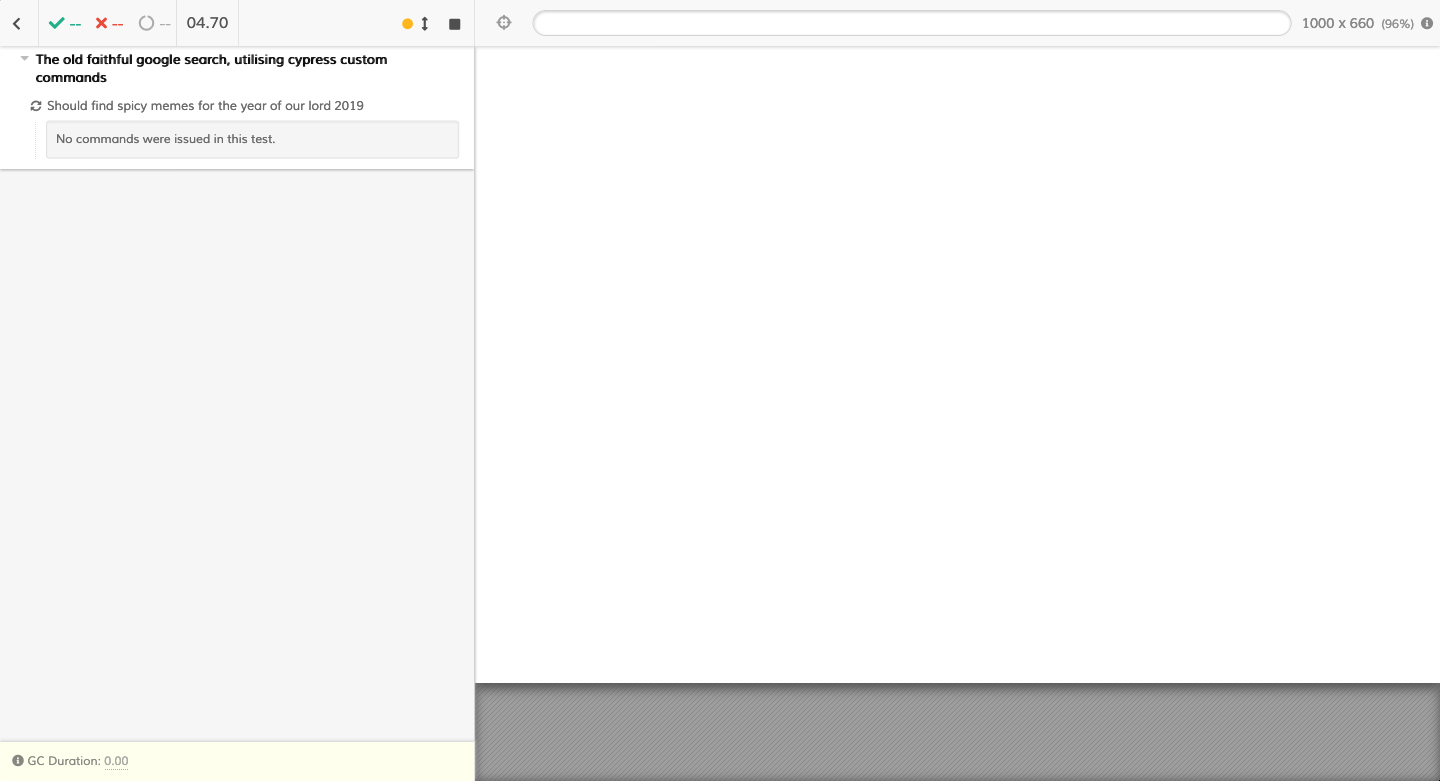 -- -- -- 04.70
1000 x 660 (96%)
The old faithful google search, utilising cypress custom
commands
Should find spicy memes for the year of our lord 2019
No commands were issued in this test.
GC Duration: 0.00